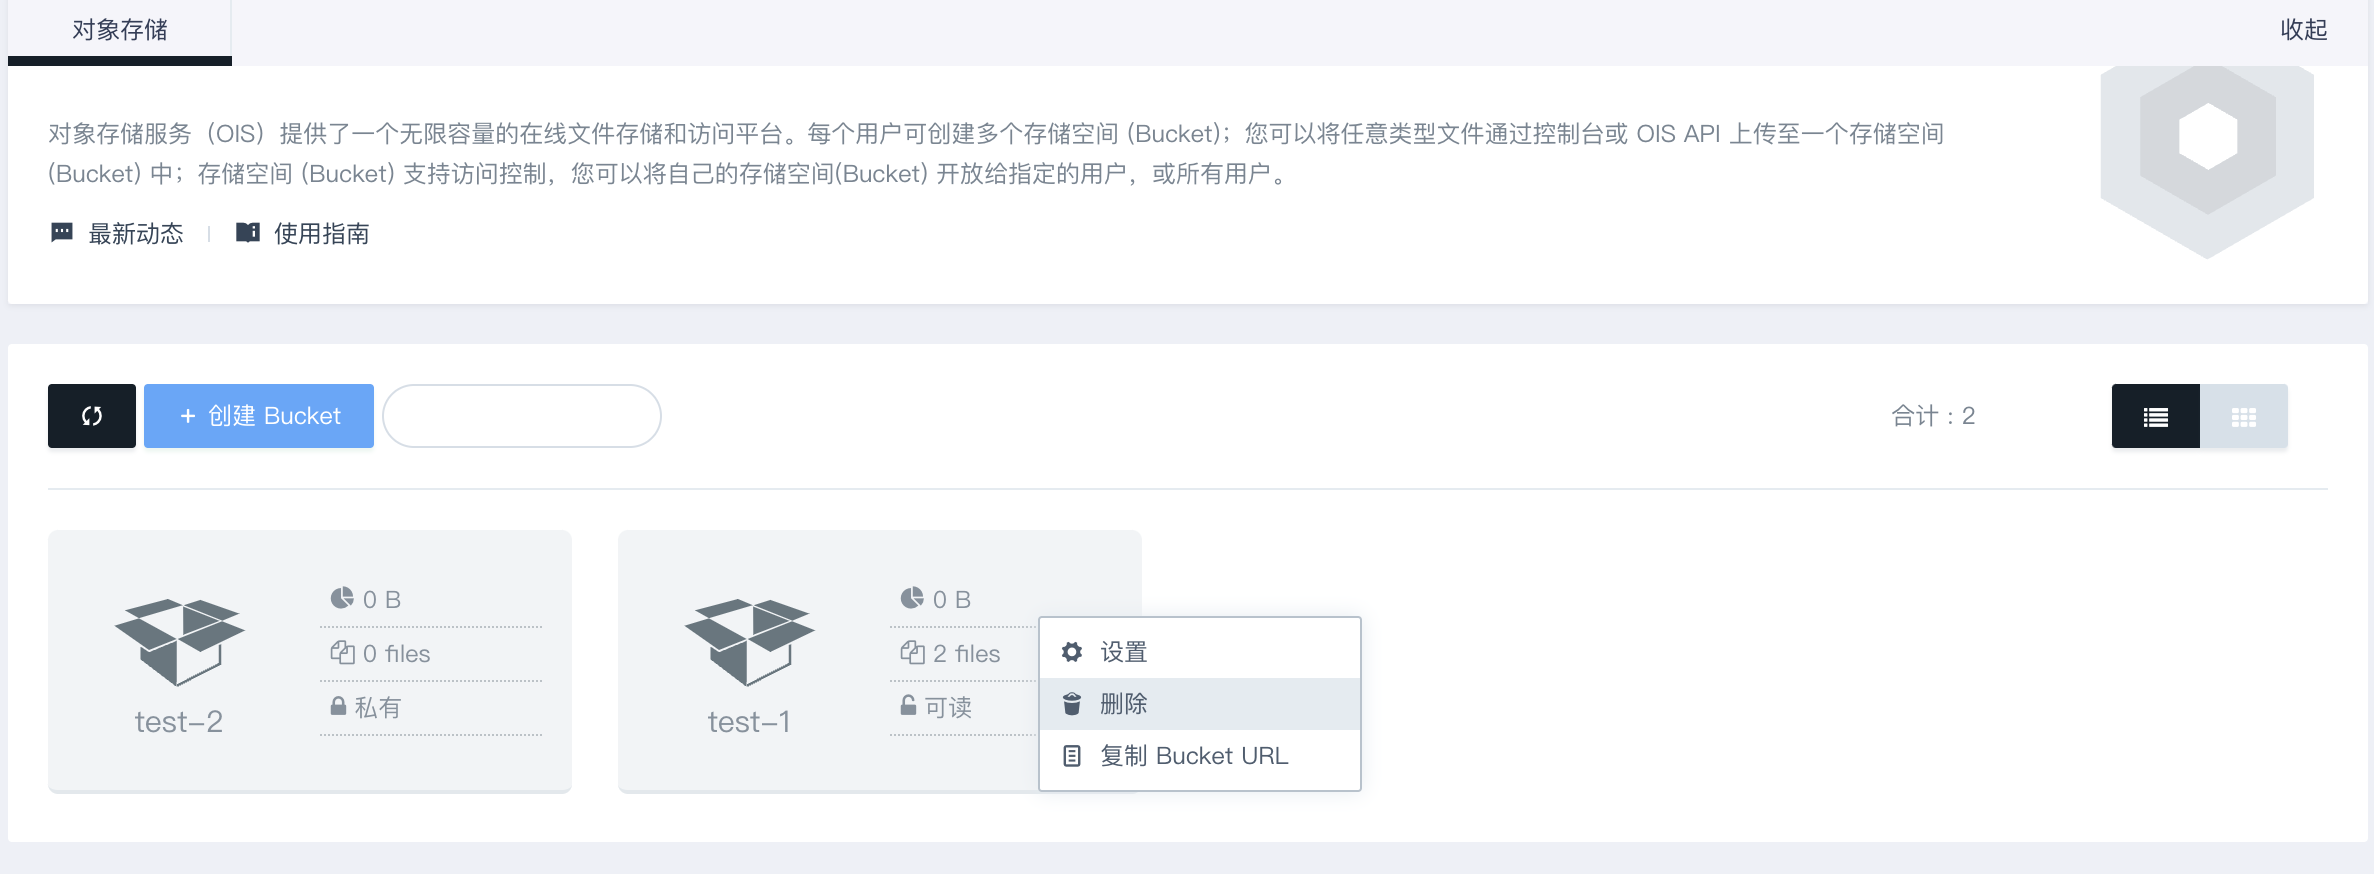 对象存储
收起
对象存储服务（OIS）提供了一个无限容量的在线文件存储和访问平台。每个用户可创建多个存储空间 (Bucket)；您可以将任意类型文件通过控制台或 OIS API 上传至一个存储空间
(Bucket) 中；存储空间 (Bucket) 支持访问控制，您可以将自己的存储空间(Bucket) 开放给指定的用户，或所有用户。
最新动态
使用指南
+ 创建 Bucket
合计：2
0 B
0 files
私有
test-2
0 B
2 files
可读
test-1
设置
删除
复制 Bucket URL